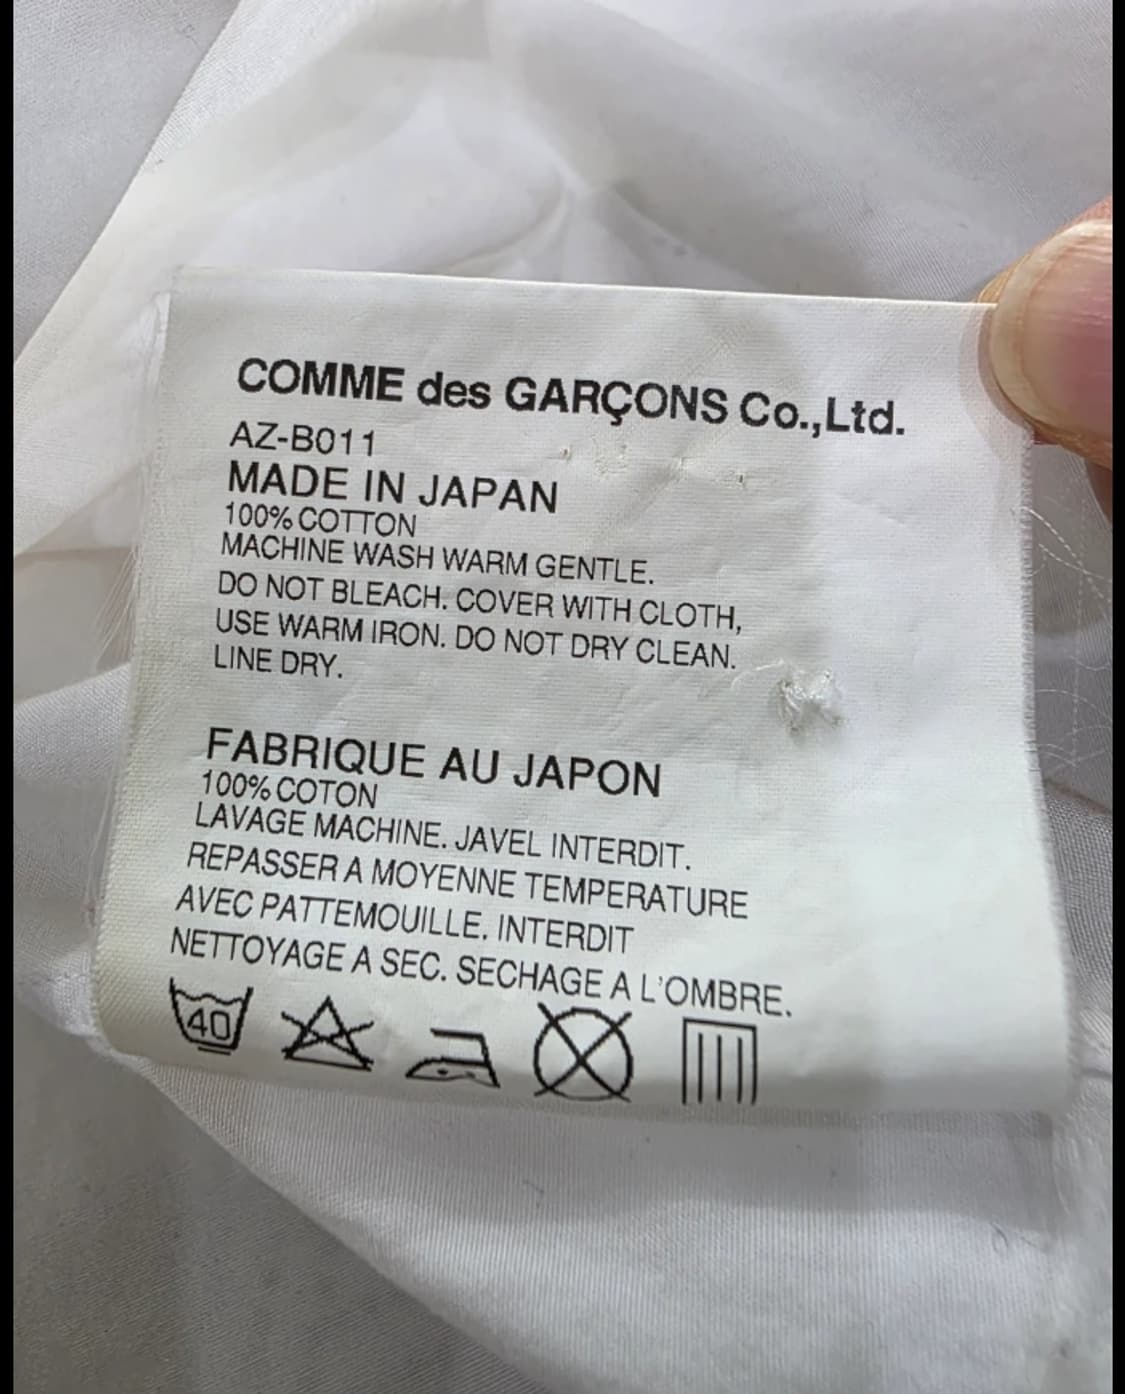 COMME des GARÇONS Co.,Ltd.
AZ-B011
MADE IN JAPAN
100% COTTON
MACHINE WASH WARM GENTLE.
DO NOT BLEACH. COVER WITH CLOTH,
USE WARM IRON. DO NOT DRY CLEAN.
LINE DRY.
FABRIQUE AU JAPON
100% COTON
LAVAGE MACHINE. JAVEL INTERDIT.
REPASSER A MOYENNE TEMPERATURE
AVEC PATTEMOUILLE. INTERDIT
NETTOYAGE A SEC. SECHAGE A L'OMBRE.
40